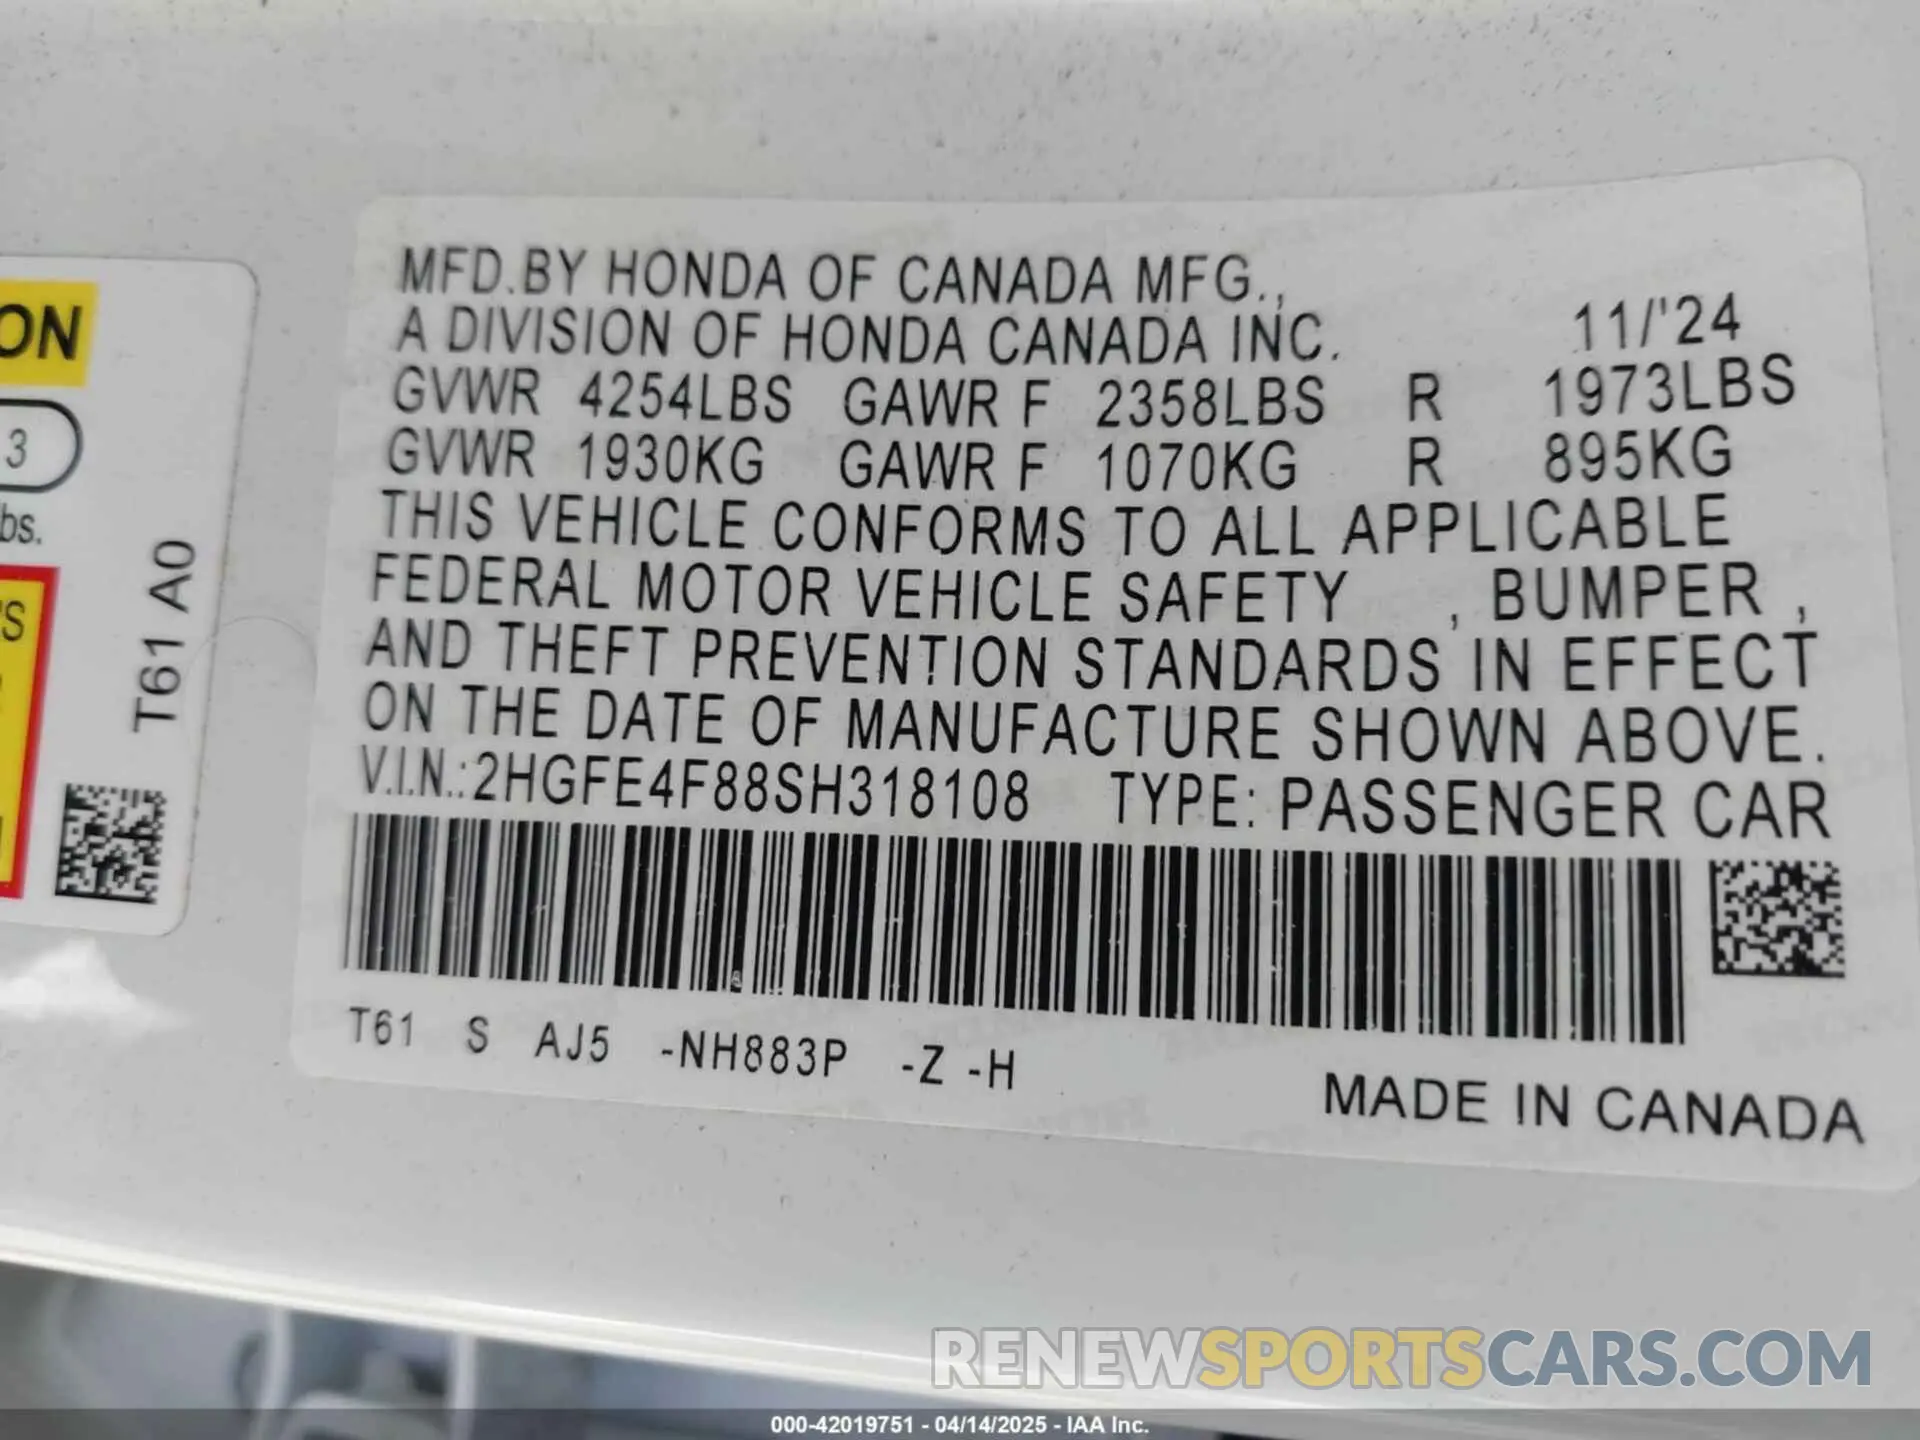 ON
3
bs.
'S
T61 A0
MFD.BY HONDA OF CANADA MFG.,
A DIVISION OF HONDA CANADA INC. 11/'24
GVWR 4254LBS GAWR F 2358LBS R 1973LBS
GVWR 1930KG GAWR F 1070KG R 895KG
THIS VEHICLE CONFORMS TO ALL APPLICABLE
FEDERAL MOTOR VEHICLE SAFETY , BUMPER ,
AND THEFT PREVENTION STANDARDS IN EFFECT
ON THE DATE OF MANUFACTURE SHOWN ABOVE.
V.I.N.:2HGFE4F88SH318108 TYPE: PASSENGER CAR
T61 S AJ5 -NH883P -Z -H
MADE IN CANADA
RENEWSPORTSCARS.COM
000-42019751 - 04/14/2025 - IAA Inc.